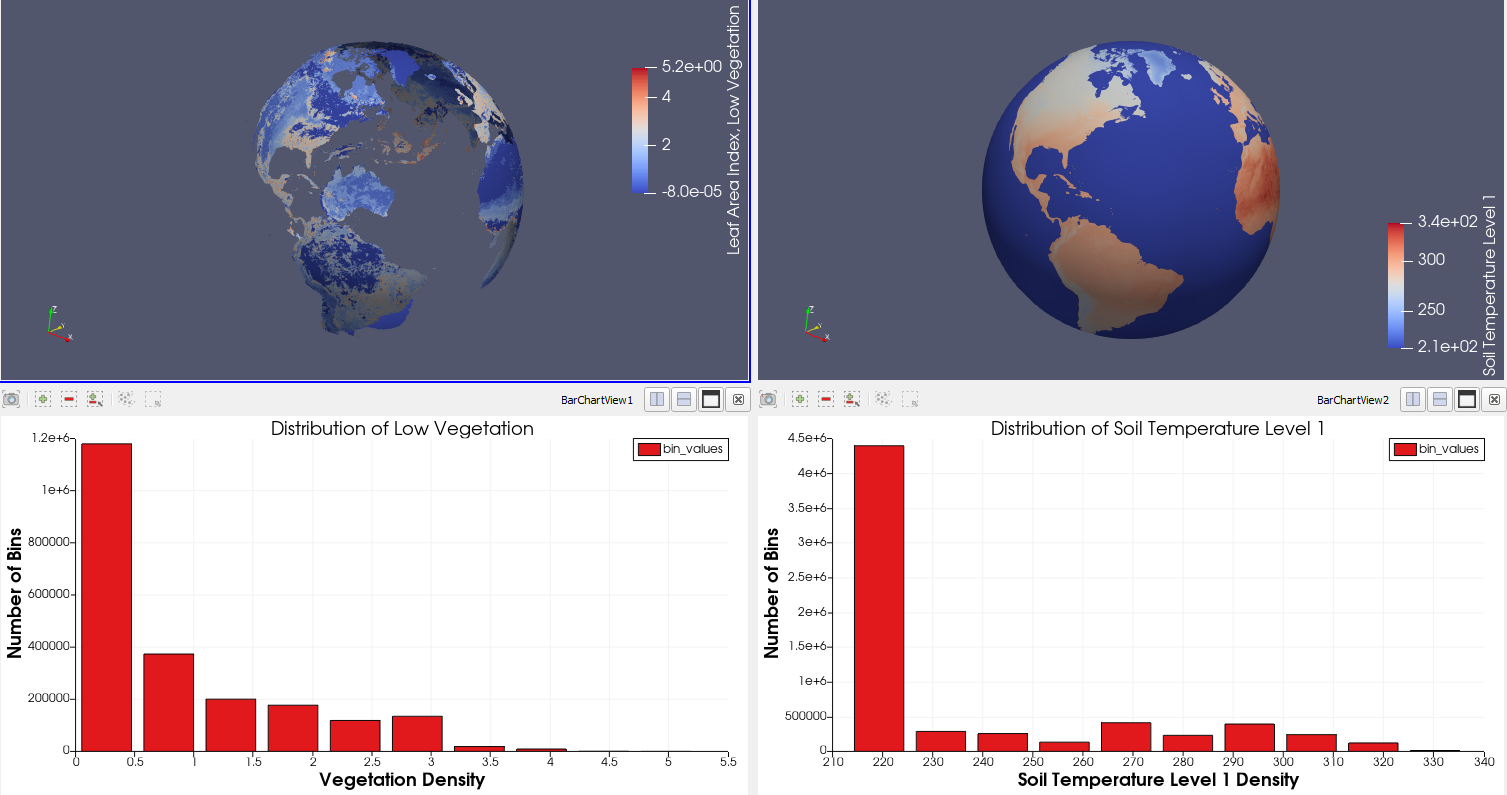 5.2e+00
4
2
-8.0e-05
Leaf Area Index, Low Vegetation
Z
Y
X
3.4e+02
300
250
2.1e+02
Soil Temperature Level 1
Z
Y
X
BarChartView1
BarChartView2
Distribution of Low Vegetation
bin_values
1.2e+6
1e+6
800000
600000
400000
200000
0
Number of Bins
0 0.5 1 1.5 2 2.5 3 3.5 4 4.5 5 5.5
Vegetation Density
Distribution of Soil Temperature Level 1
bin_values
4.5e+6
4e+6
3.5e+6
3e+6
2.5e+6
2e+6
1.5e+6
1e+6
500000
0
Number of Bins
210 220 230 240 250 260 270 280 290 300 310 320 330 340
Soil Temperature Level 1 Density